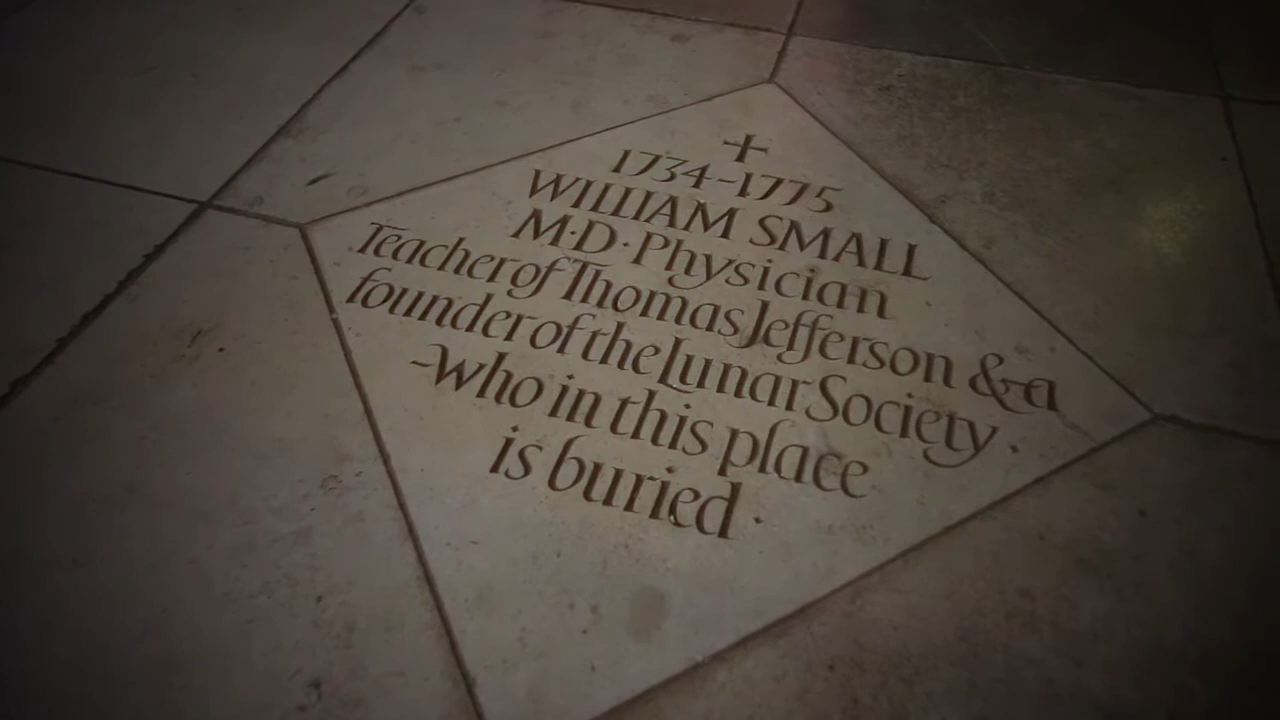 1734-1775
WILLIAM SMALL
M·D·Physician
Teacher of Thomas Jefferson & a
founder of the Lunar Society ·
-who in this place
is buried ·